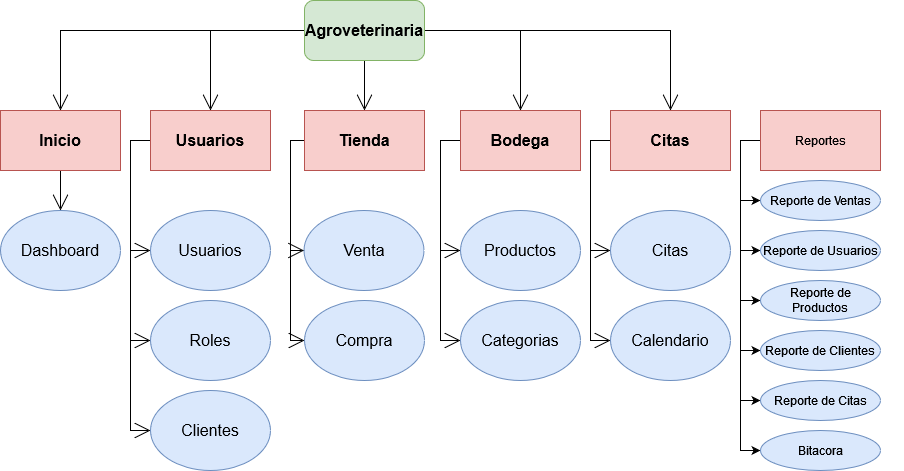 Agroveterinaria
Inicio
Usuarios
Tienda
Bodega
Citas
Reportes
Dashboard
Usuarios
Roles
Clientes
Venta
Compra
Productos
Categorias
Citas
Calendario
Reporte de Ventas
Reporte de Usuarios
Reporte de
Productos
Reporte de Clientes
Reporte de Citas
Bitacora